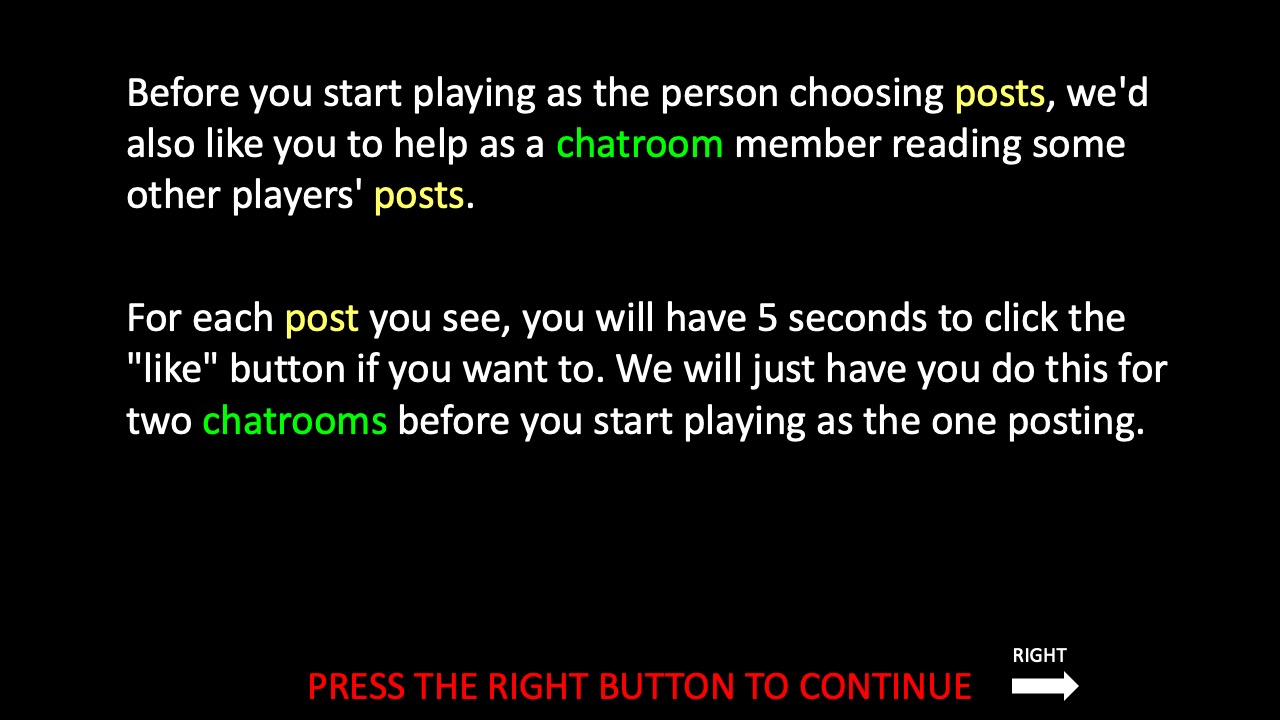 Before you start playing as the person choosing posts, we'd
also like you to help as a chatroom member reading some
other players' posts.
For each post you see, you will have 5 seconds to click the
"like" button if you want to. We will just have you do this for
two chatrooms before you start playing as the one posting.
RIGHT
PRESS THE RIGHT BUTTON TO CONTINUE